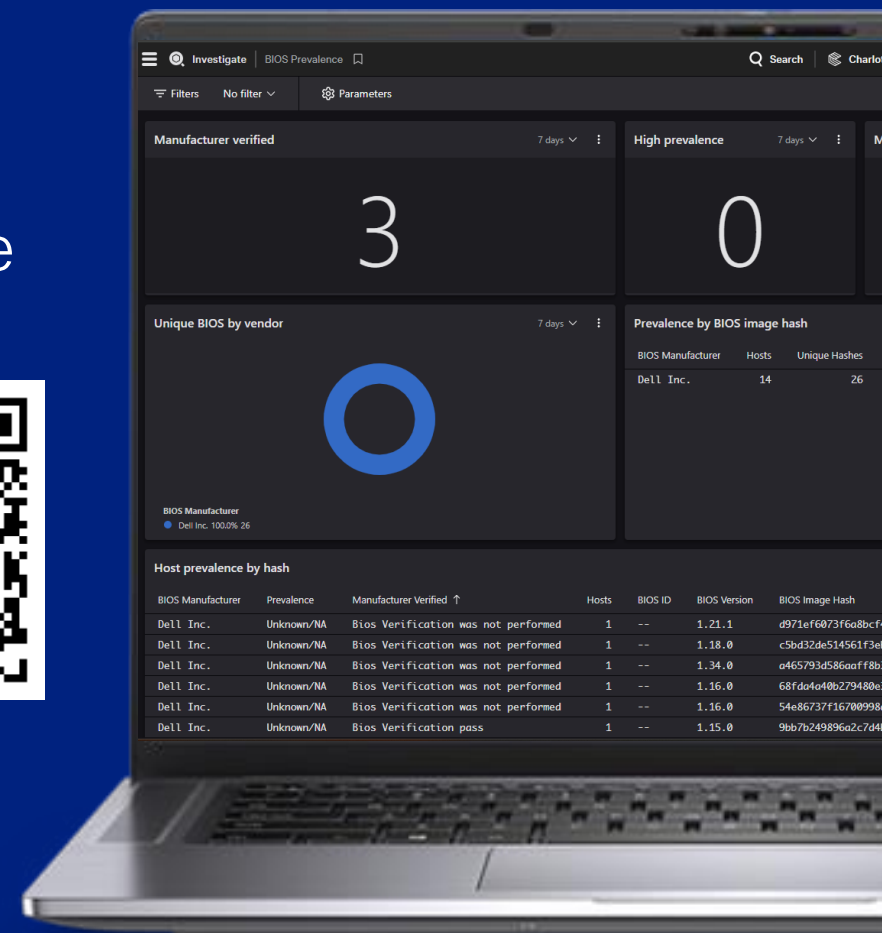 e
Investigate BIOS Prevalence Search Charlot
Filters No filter Parameters
Manufacturer verified 7 days High prevalence 7 days M
3 0
Unique BIOS by vendor 7 days Prevalence by BIOS image hash
BIOS Manufacturer Hosts Unique Hashes
Dell Inc. 14 26
BIOS Manufacturer
Dell Inc. 100.0% 26
Host prevalence by hash
BIOS Manufacturer Prevalence Manufacturer Verified ↑ Hosts BIOS ID BIOS Version BIOS Image Hash
Dell Inc. Unknown/NA Bios Verification was not performed 1 -- 1.21.1 d971ef6073f6a8bcf4
Dell Inc. Unknown/NA Bios Verification was not performed 1 -- 1.18.0 c5bd32de514561f3e
Dell Inc. Unknown/NA Bios Verification was not performed 1 -- 1.34.0 a465793d586aaff8b
Dell Inc. Unknown/NA Bios Verification was not performed 1 -- 1.16.0 68fda4a40b279480e
Dell Inc. Unknown/NA Bios Verification was not performed 1 -- 1.16.0 54e86737f16700998
Dell Inc. Unknown/NA Bios Verification pass 1 -- 1.15.0 9bb7b249896a2c7d4